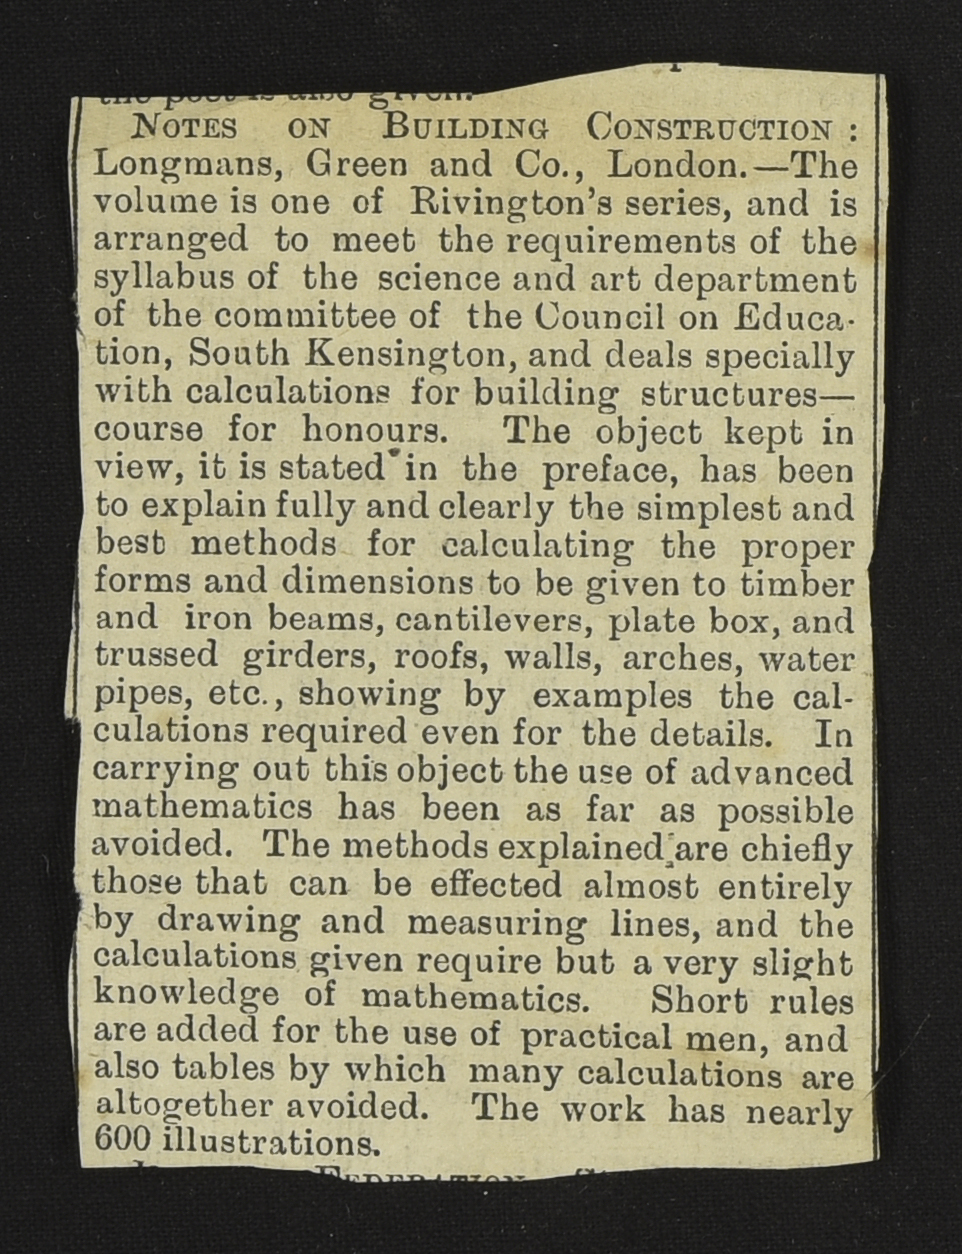 the poet is also given.
NOTES ON BUILDING CONSTRUCTION :
Longmans, Green and Co., London.—The
volume is one of Rivington's series, and is
arranged to meet the requirements of the
syllabus of the science and art department
of the committee of the Council on Educa-
tion, South Kensington, and deals specially
with calculations for building structures—
course for honours. The object kept in
view, it is stated in the preface, has been
to explain fully and clearly the simplest and
best methods for calculating the proper
forms and dimensions to be given to timber
and iron beams, cantilevers, plate box, and
trussed girders, roofs, walls, arches, water
pipes, etc., showing by examples the cal-
culations required even for the details. In
carrying out this object the use of advanced
mathematics has been as far as possible
avoided. The methods explained are chiefly
those that can be effected almost entirely
by drawing and measuring lines, and the
calculations given require but a very slight
knowledge of mathematics. Short rules
are added for the use of practical men, and
also tables by which many calculations are
altogether avoided. The work has nearly
600 illustrations.
FEDERATION